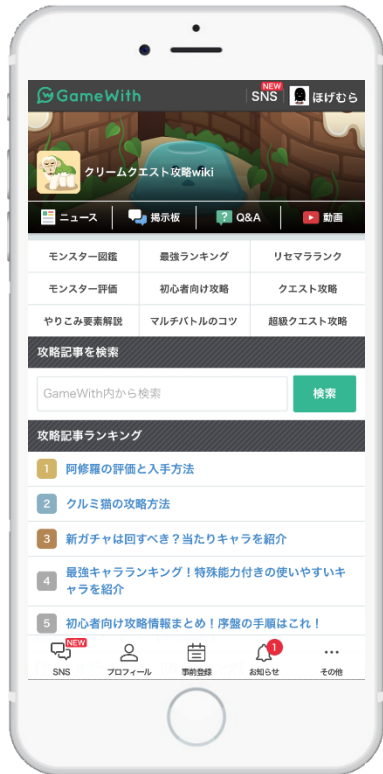 GameWith
NEW
SNS
ほげむら
クリームクエスト攻略wiki
ニュース
掲示板
Q&A
動画
モンスター図鑑
最強ランキング
リセマラランク
モンスター評価
初心者向け攻略
クエスト攻略
やりこみ要素解説
マルチバトルのコツ
超級クエスト攻略
攻略記事を検索
GameWith内から検索
検索
攻略記事ランキング
1 阿修羅の評価と入手方法
2 クルミ猫の攻略方法
3 新ガチャは回すべき？当たりキャラを紹介
4 最強キャラランキング！特殊能力付きの使いやすいキ
ャラを紹介
5 初心者向け攻略情報まとめ！序盤の手順はこれ！
NEW
1
SNS
プロフィール
事前登録
お知らせ
その他